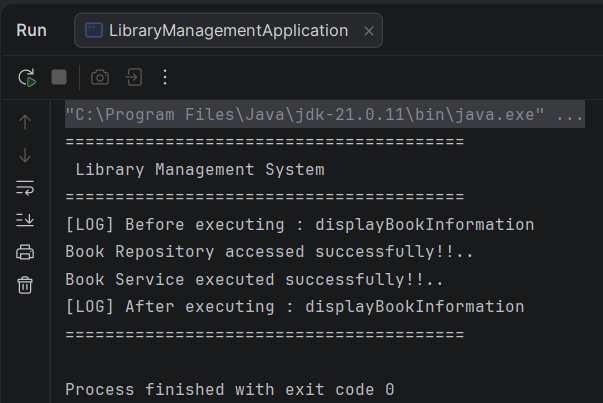 Run LibraryManagementApplication
"C:\Program Files\Java\jdk-21.0.11\bin\java.exe" ...
========================================
Library Management System
========================================
[LOG] Before executing : displayBookInformation
Book Repository accessed successfully!!..
Book Service executed successfully!!..
[LOG] After executing : displayBookInformation
========================================
Process finished with exit code 0